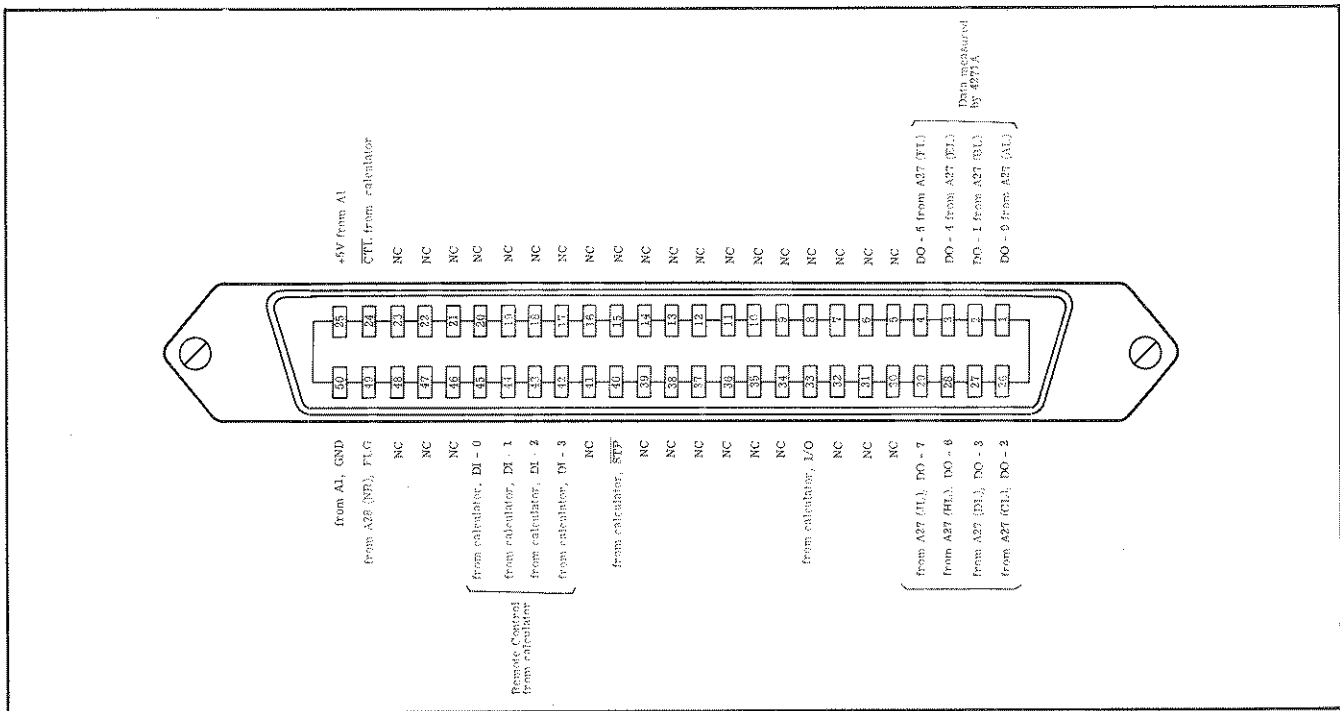 from A1, GND 50 25 +5V from A1
from A28 (NR), FLG 49 24 CTL from calculator
NC 48 23 NC
NC 47 22 NC
NC 46 21 NC
Remote Control
from calculator
from calculator, DI - 0 45 20 NC
from calculator, DI - 1 44 19 NC
from calculator, DI - 2 43 18 NC
from calculator, DI - 3 42 17 NC
NC 41 16 NC
from calculator, STP 40 15 NC
NC 39 14 NC
NC 38 13 NC
NC 37 12 NC
NC 36 11 NC
NC 35 10 NC
NC 34 9 NC
from calculator, I/O 33 8 NC
NC 32 7 NC
NC 31 6 NC
NC 30 5 NC
from A27 (JL), DO - 7 29 4 DO - 5 from A27 (FL)
from A27 (HL), DO - 6 28 3 DO - 4 from A27 (EL)
from A27 (DL), DO - 3 27 2 DO - 1 from A27 (BL)
from A27 (CL), DO - 2 26 1 DO - 0 from A27 (AL)
Data measured
by 4271A